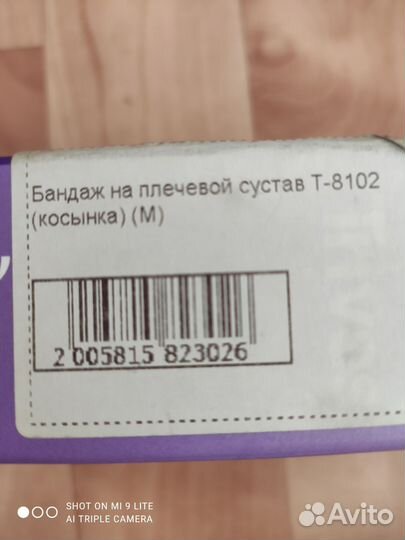 Бандаж на плечевой сустав Т-8102
(косынка) (М)
2 005815 823026
SHOT ON MI 9 LITE
AI TRIPLE CAMERA
Avito